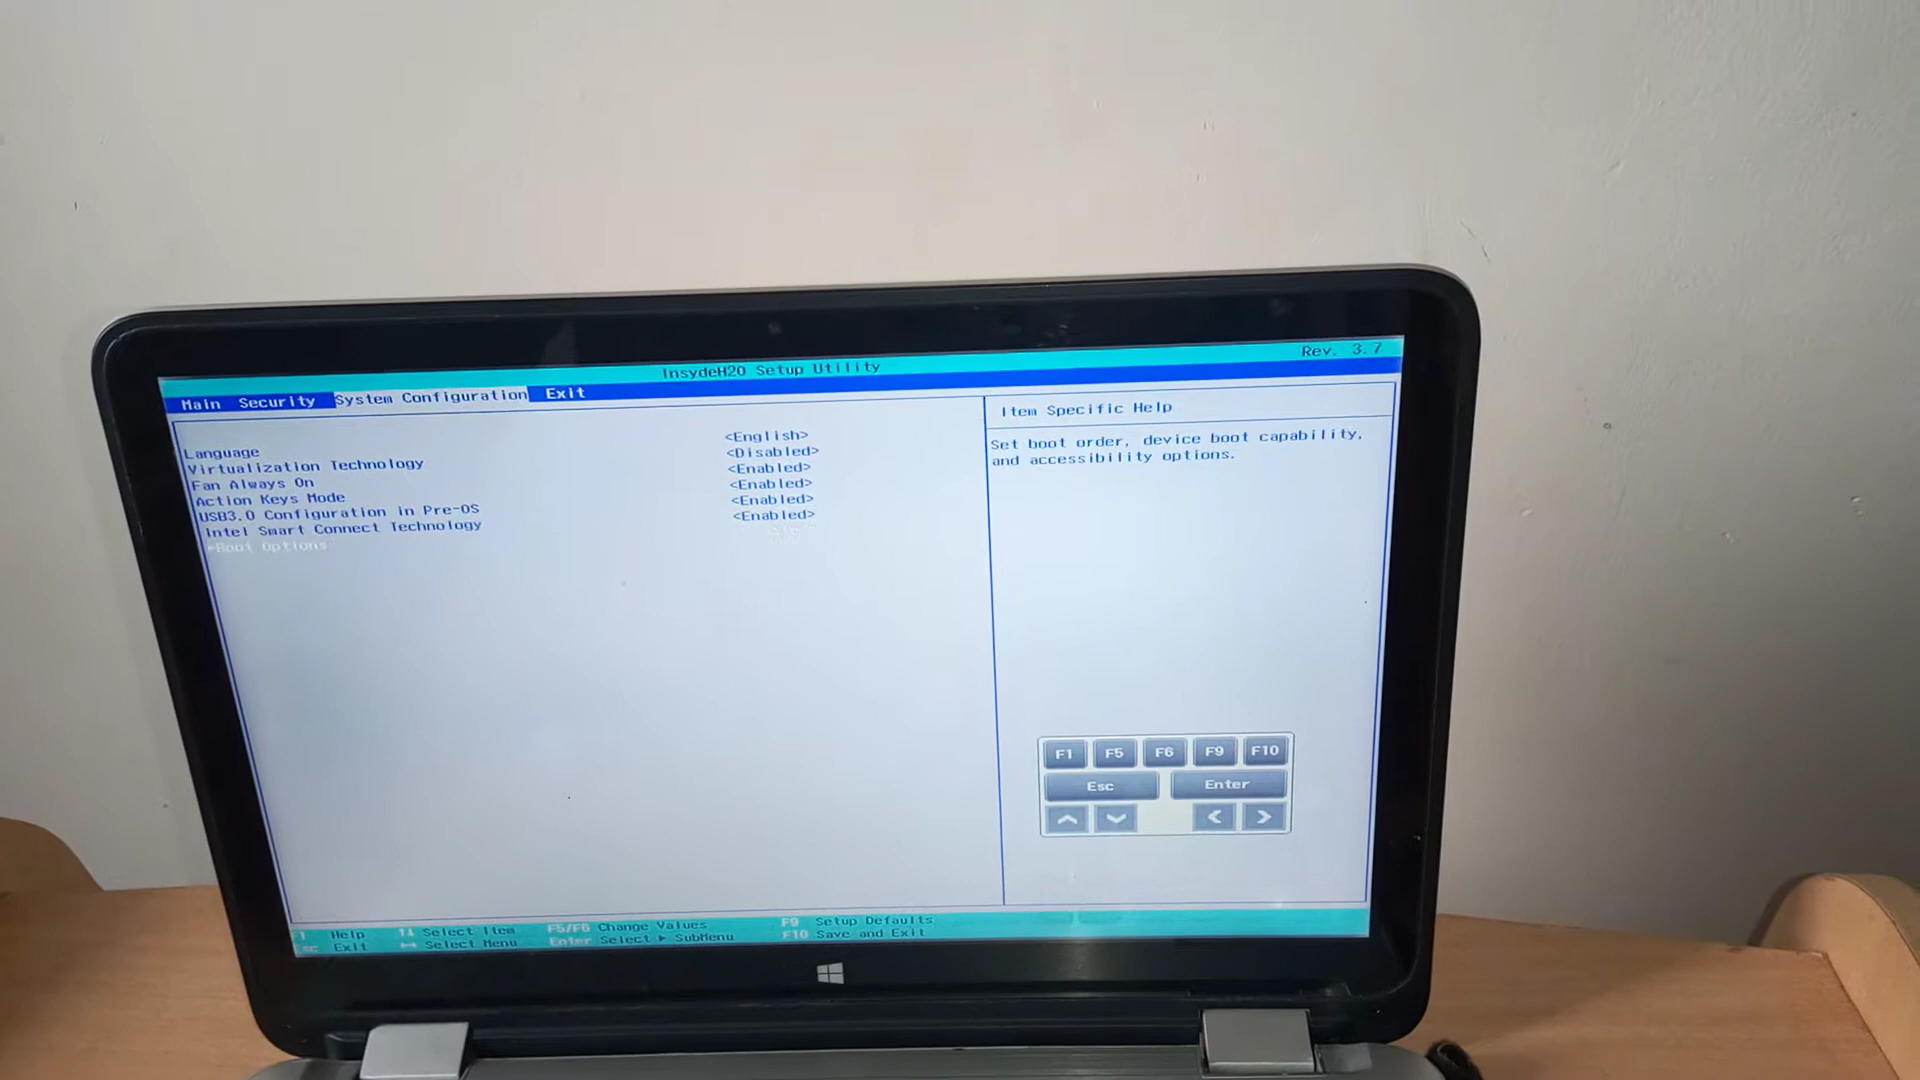 InsydeH20 Setup Utility
Rev. 3.7
Main Security System Configuration Exit
Language <English>
Virtualization Technology <Disabled>
Fan Always On <Enabled>
Action Keys Mode <Enabled>
USB3.0 Configuration in Pre-OS <Enabled>
Intel Smart Connect Technology <Enabled>
▶Boot Options
Item Specific Help
Set boot order, device boot capability,
and accessibility options.
F1 F5 F6 F9 F10
Esc Enter
F1 Help ↑↓ Select Item F5/F6 Change Values F9 Setup Defaults
Esc Exit ↔ Select Menu Enter Select ▶ SubMenu F10 Save and Exit